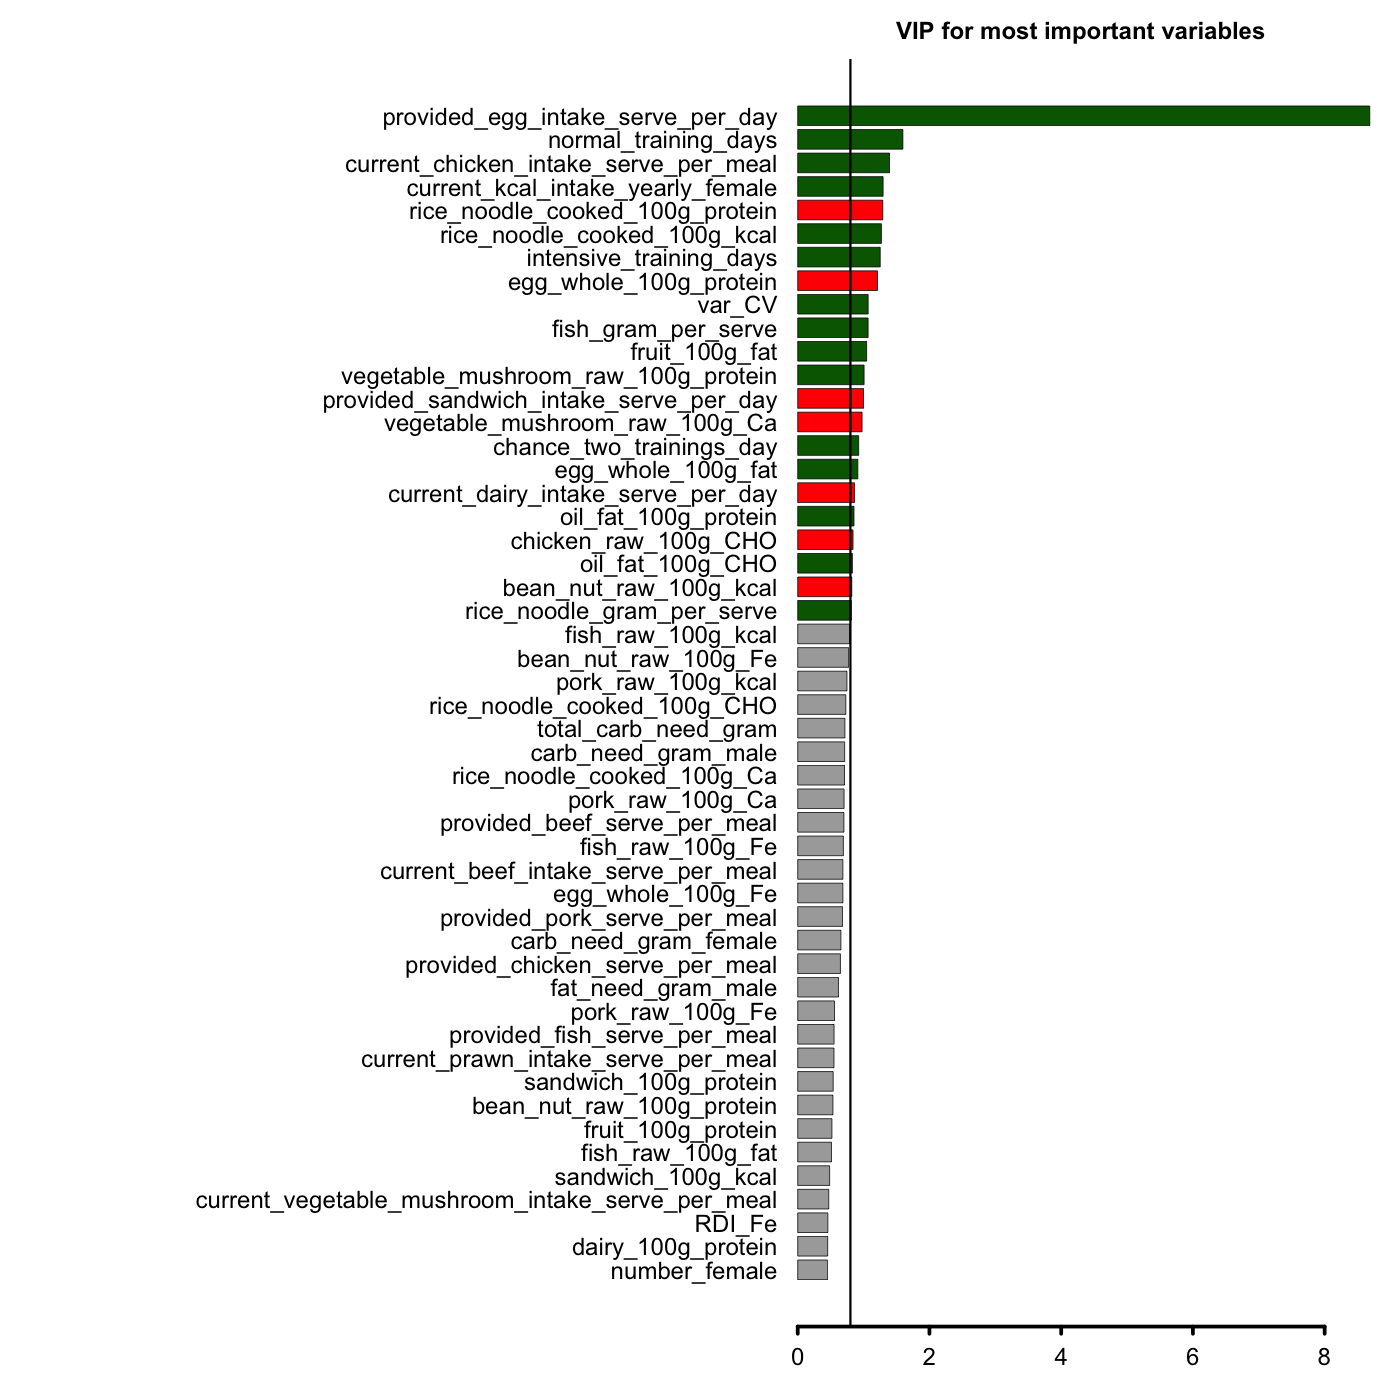 VIP for most important variables
provided_egg_intake_serve_per_day
normal_training_days
current_chicken_intake_serve_per_meal
current_kcal_intake_yearly_female
rice_noodle_cooked_100g_protein
rice_noodle_cooked_100g_kcal
intensive_training_days
egg_whole_100g_protein
var_CV
fish_gram_per_serve
fruit_100g_fat
vegetable_mushroom_raw_100g_protein
provided_sandwich_intake_serve_per_day
vegetable_mushroom_raw_100g_Ca
chance_two_trainings_day
egg_whole_100g_fat
current_dairy_intake_serve_per_day
oil_fat_100g_protein
chicken_raw_100g_CHO
oil_fat_100g_CHO
bean_nut_raw_100g_kcal
rice_noodle_gram_per_serve
fish_raw_100g_kcal
bean_nut_raw_100g_Fe
pork_raw_100g_kcal
rice_noodle_cooked_100g_CHO
total_carb_need_gram
carb_need_gram_male
rice_noodle_cooked_100g_Ca
pork_raw_100g_Ca
provided_beef_serve_per_meal
fish_raw_100g_Fe
current_beef_intake_serve_per_meal
egg_whole_100g_Fe
provided_pork_serve_per_meal
carb_need_gram_female
provided_chicken_serve_per_meal
fat_need_gram_male
pork_raw_100g_Fe
provided_fish_serve_per_meal
current_prawn_intake_serve_per_meal
sandwich_100g_protein
bean_nut_raw_100g_protein
fruit_100g_protein
fish_raw_100g_fat
sandwich_100g_kcal
current_vegetable_mushroom_intake_serve_per_meal
RDI_Fe
dairy_100g_protein
number_female
0 2 4 6 8